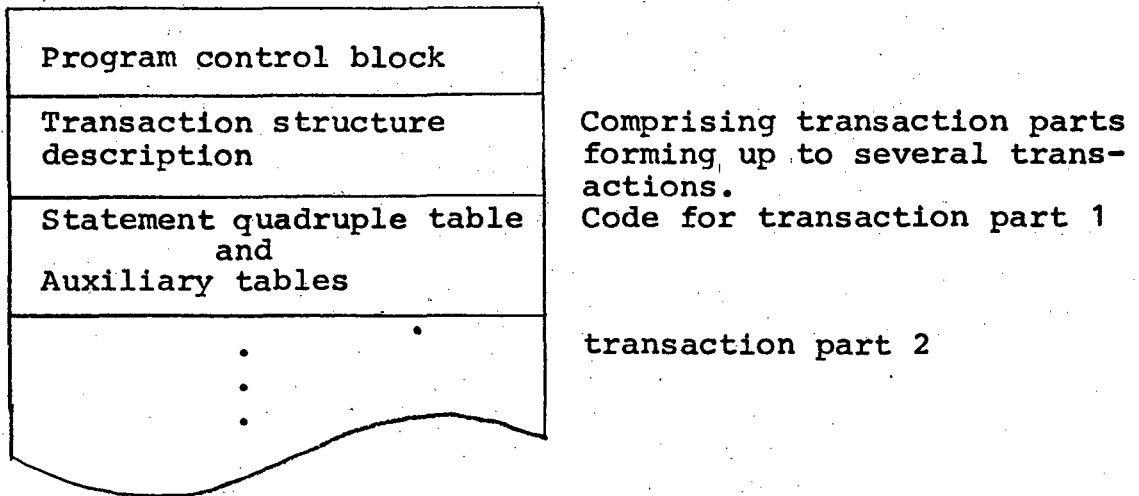 Program control block
Transaction structure
description
Comprising transaction parts
forming up to several trans-
actions.
Statement quadruple table
and
Auxiliary tables
Code for transaction part 1
transaction part 2